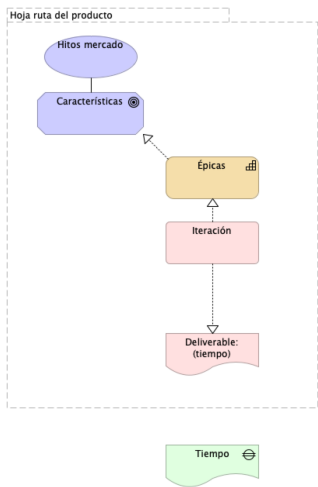 Hoja ruta del producto
Hitos mercado
Características
Épicas
Iteración
Deliverable:
(tiempo)
Tiempo